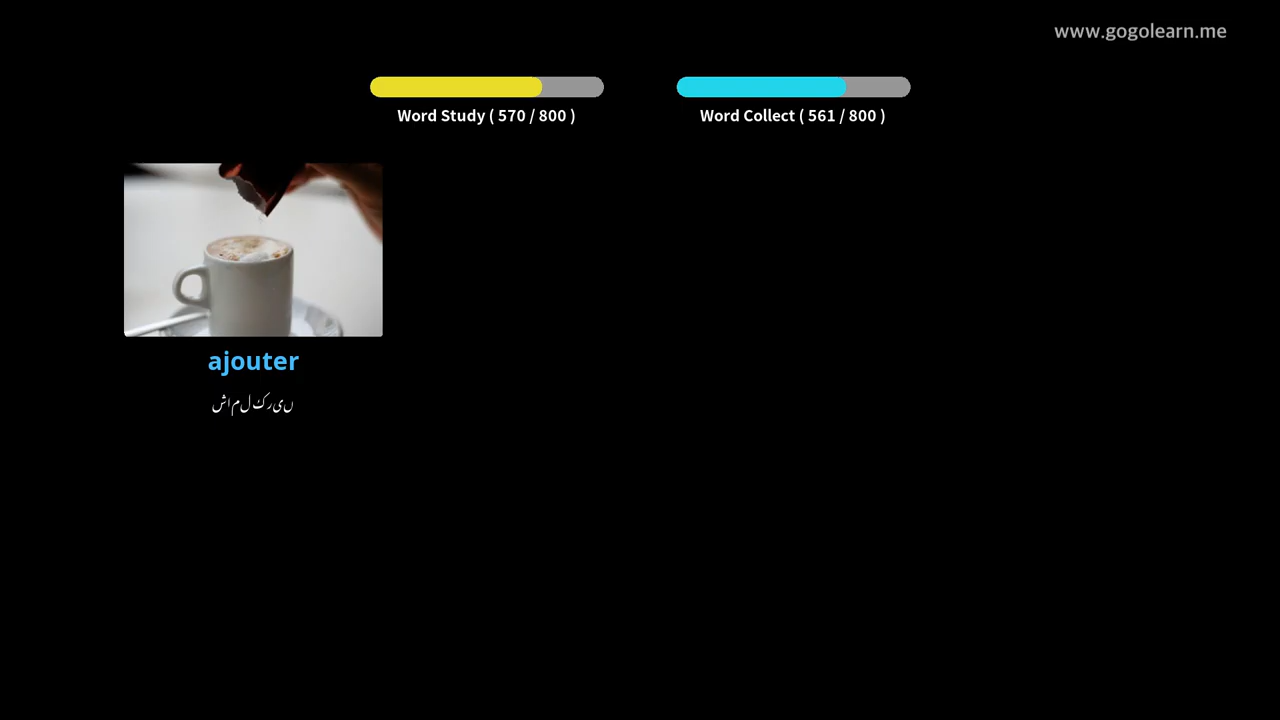 www.gogolearn.me
Word Study ( 570 / 800 )
Word Collect ( 561 / 800 )
ajouter
شامل کریں